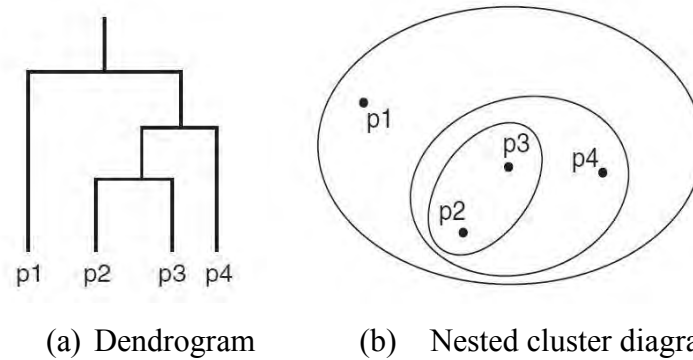 p1 p2 p3 p4
p1
p3
p4
p2
(a) Dendrogram (b) Nested cluster diagra